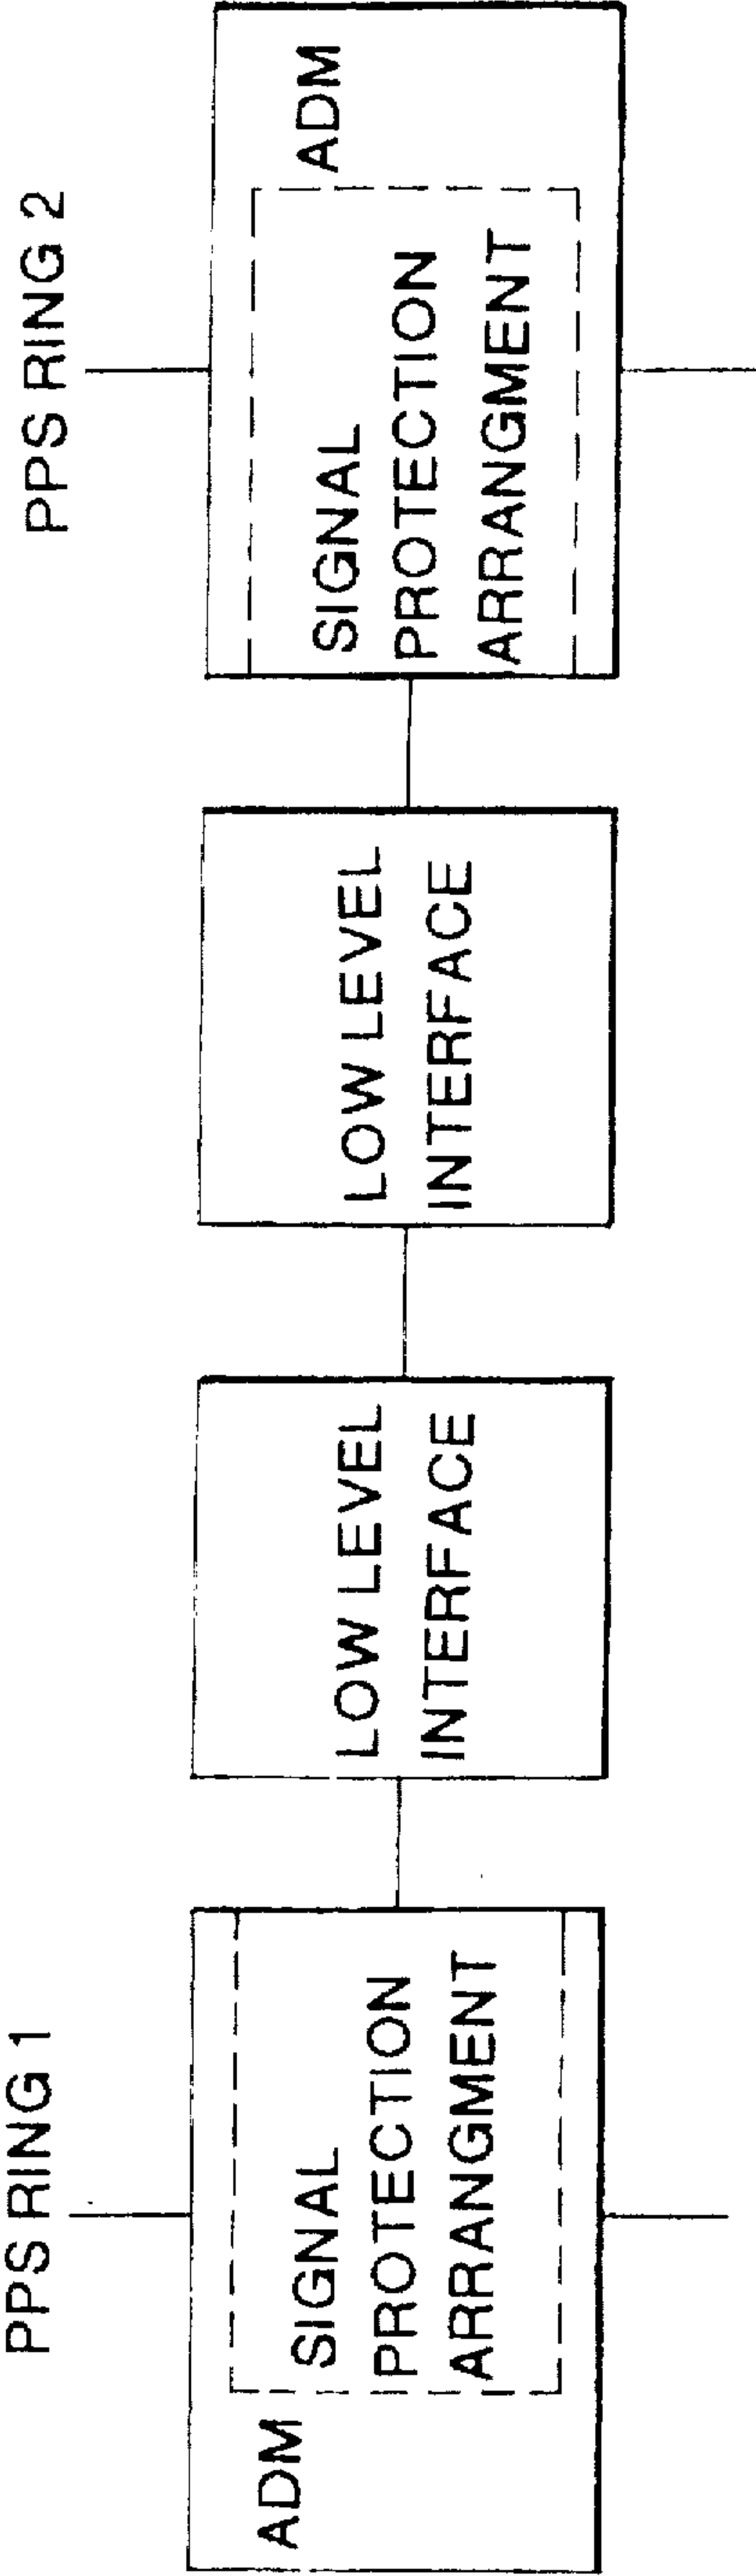 PPS RING 1
PPS RING 2
ADM
SIGNAL
PROTECTION
ARRANGMENT
LOW LEVEL
INTERFACE
LOW LEVEL
INTERFACE
SIGNAL
PROTECTION
ARRANGMENT
ADM